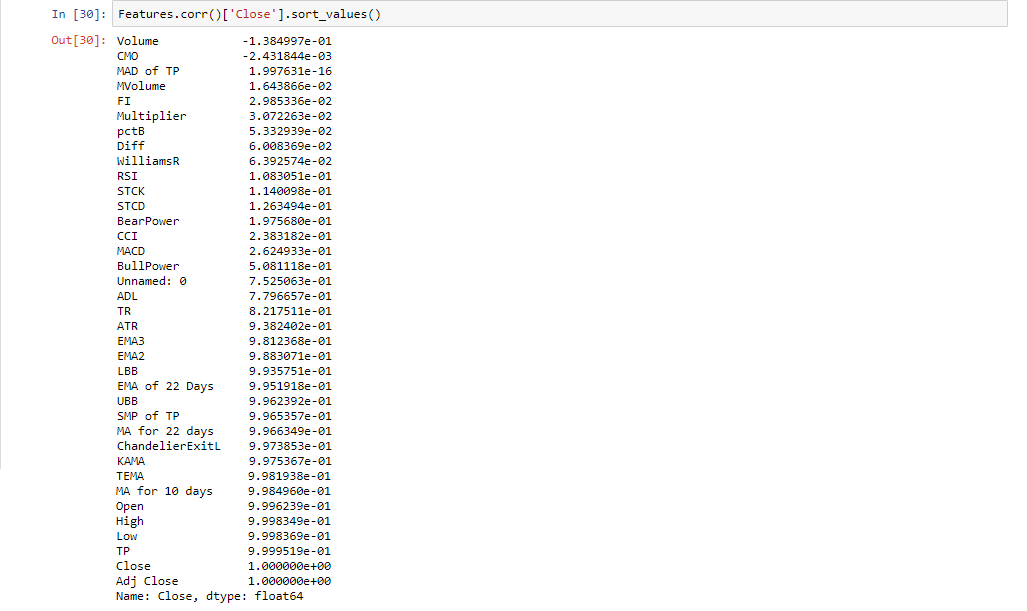 In [30]: Features.corr()['Close'].sort_values()
Out[30]: Volume -1.384997e-01
CMO -2.431844e-03
MAD of TP 1.997631e-16
MVolume 1.643866e-02
FI 2.985336e-02
Multiplier 3.072263e-02
pctB 5.332939e-02
Diff 6.008369e-02
WilliamsR 6.392574e-02
RSI 1.083051e-01
STCK 1.140098e-01
STCD 1.263494e-01
BearPower 1.975680e-01
CCI 2.383182e-01
MACD 2.624933e-01
BullPower 5.081118e-01
Unnamed: 0 7.525063e-01
ADL 7.796657e-01
TR 8.217511e-01
ATR 9.382402e-01
EMA3 9.812368e-01
EMA2 9.883071e-01
LBB 9.935751e-01
EMA of 22 Days 9.951918e-01
UBB 9.962392e-01
SMP of TP 9.965357e-01
MA for 22 days 9.966349e-01
ChandelierExitL 9.973853e-01
KAMA 9.975367e-01
TEMA 9.981938e-01
MA for 10 days 9.984960e-01
Open 9.996239e-01
High 9.998349e-01
Low 9.998369e-01
TP 9.999519e-01
Close 1.000000e+00
Adj Close 1.000000e+00
Name: Close, dtype: float64